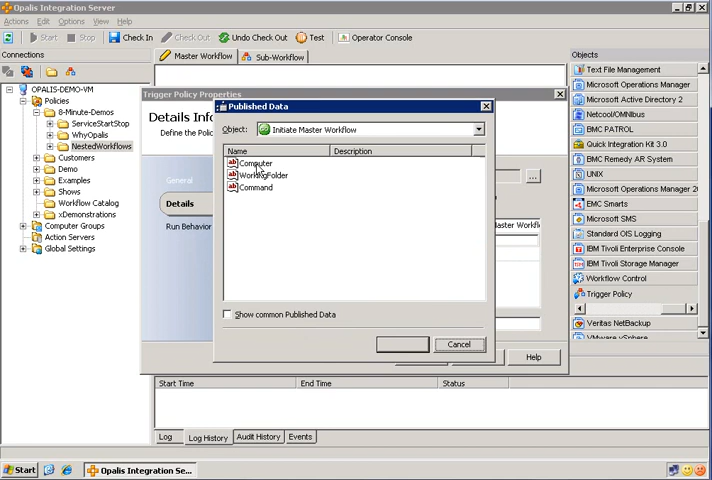 Opalis Integration Server
Actions Edit Options View Help
Start Stop Check In Check Out Undo Check Out Test Operator Console
Connections
Master Workflow
Sub-Workflow
Objects
OPALIS-DEMO-VM
Policies
8-Minute-Demos
ServiceStartStop
WhyOpalis
NestedWorkflows
Customers
Demo
Examples
Shows
Workflow Catalog
xDemonstrations
Computer Groups
Action Servers
Global Settings
Trigger Policy Properties
Details Info
Define the Poli
General
Details
Run Behavior
...
Master Workfl
Help
Published Data
Object: Initiate Master Workflow
Name Description
Computer
WorkingFolder
Command
Show common Published Data
Cancel
Text File Management
Microsoft Operations Manager
Microsoft Active Directory 2
Netcool/OMNIbus
BMC PATROL
Quick Integration Kit 3.0
BMC Remedy AR System
UNIX
Microsoft Operations Manager 20
BMC Smarts
Microsoft SMS
Standard OIS Logging
IBM Tivoli Enterprise Console
IBM Tivoli Storage Manager
Workflow Control
Trigger Policy
Veritas NetBackup
VMware vSphere
Start Time End Time Status
Log Log History Audit History Events
Start Opalis Integration Se...